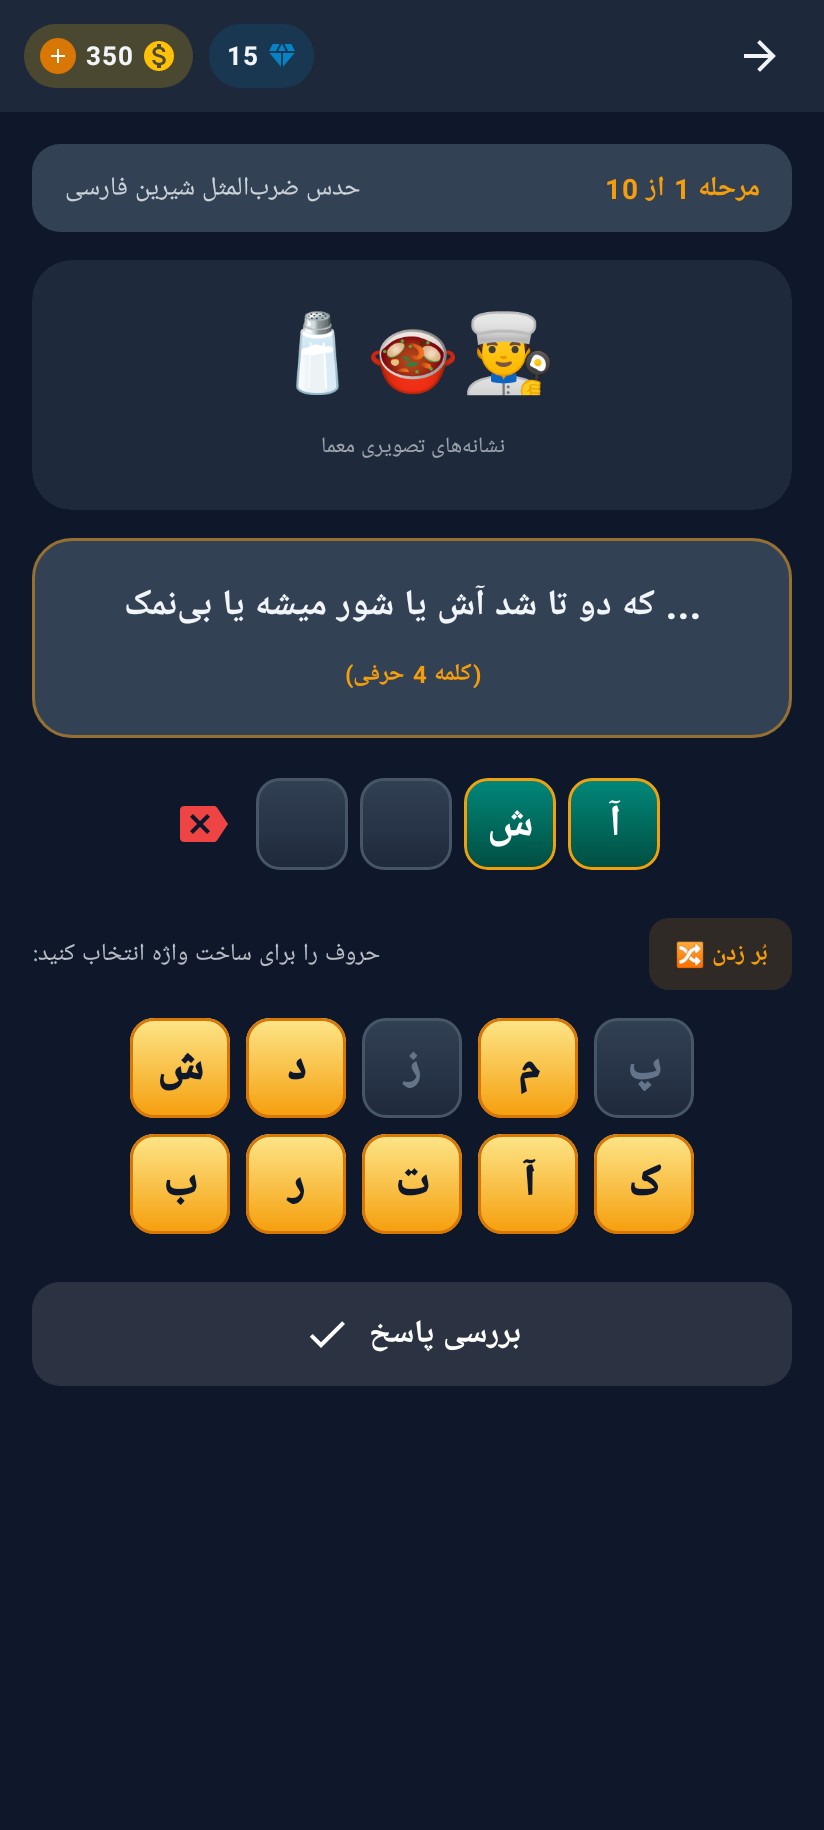 350 15
مرحله 1 از 10 حدس ضرب‌المثل شیرین فارسی
نشانه‌های تصویری معما
... که دو تا شد آش یا شور میشه یا بی‌نمک
(کلمه 4 حرفی)
آ ش
بُر زدن حروف را برای ساخت واژه انتخاب کنید:
پ م ز د ش
ک آ ت ر ب
بررسی پاسخ